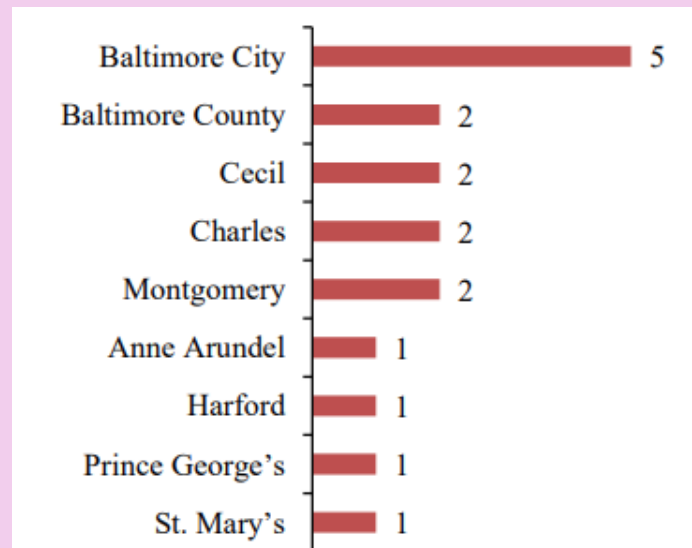 Baltimore City 5
Baltimore County 2
Cecil 2
Charles 2
Montgomery 2
Anne Arundel 1
Harford 1
Prince George’s 1
St. Mary’s 1